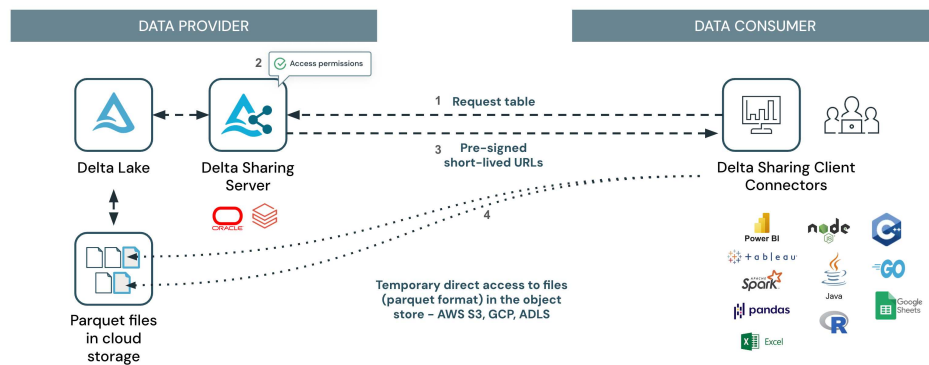 DATA PROVIDER
DATA CONSUMER
2
Access permissions
1 Request table
3 Pre-signed
short-lived URLs
Delta Lake
Delta Sharing
Server
Delta Sharing Client
Connectors
ORACLE
4
Temporary direct access to files
(parquet format) in the object
store - AWS S3, GCP, ADLS
Parquet files
in cloud
storage
Power BI
node
JS
C++
+ableau
APACHE
Spark
Java
GO
pandas
R
Google
Sheets
Excel